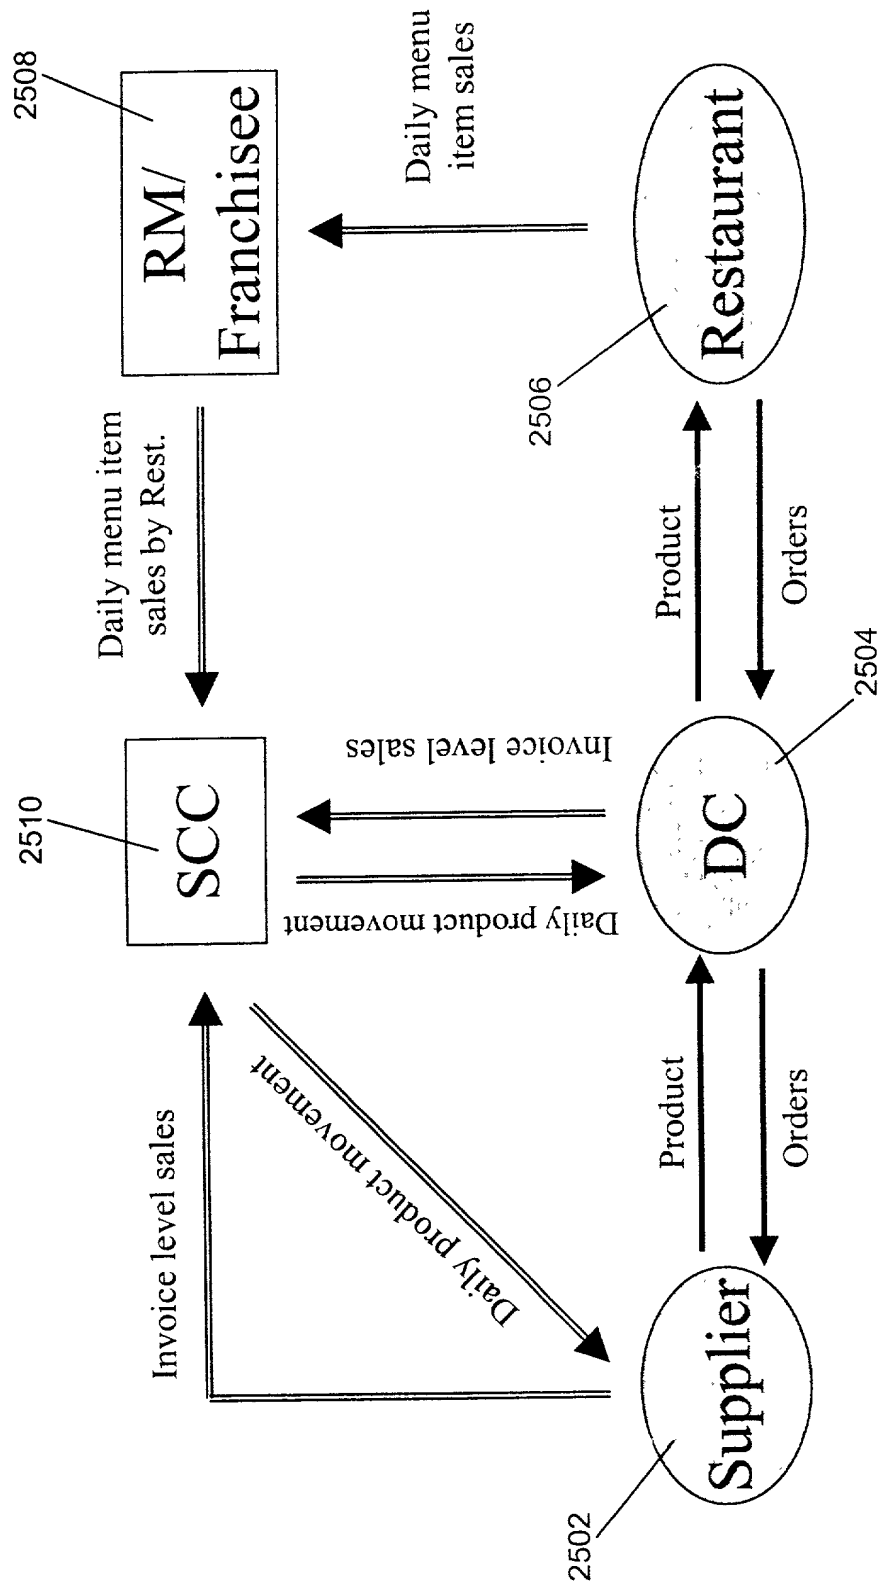 2510
2508
SCC
RM/
Franchisee
Daily menu item
sales by Rest.
Invoice level sales
Daily product movement
Daily product movement
Invoice level sales
Daily menu
item sales
2506
Product
Product
Supplier
DC
Restaurant
Orders
Orders
2502
2504